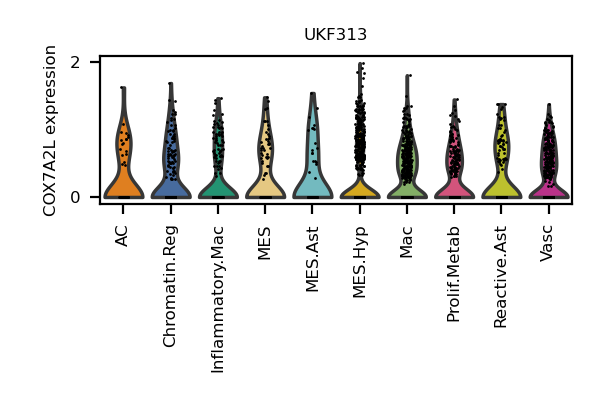 UKF313
COX7A2L expression
2
0
AC
Chromatin.Reg
Inflammatory.Mac
MES
MES.Ast
MES.Hyp
Mac
Prolif.Metab
Reactive.Ast
Vasc